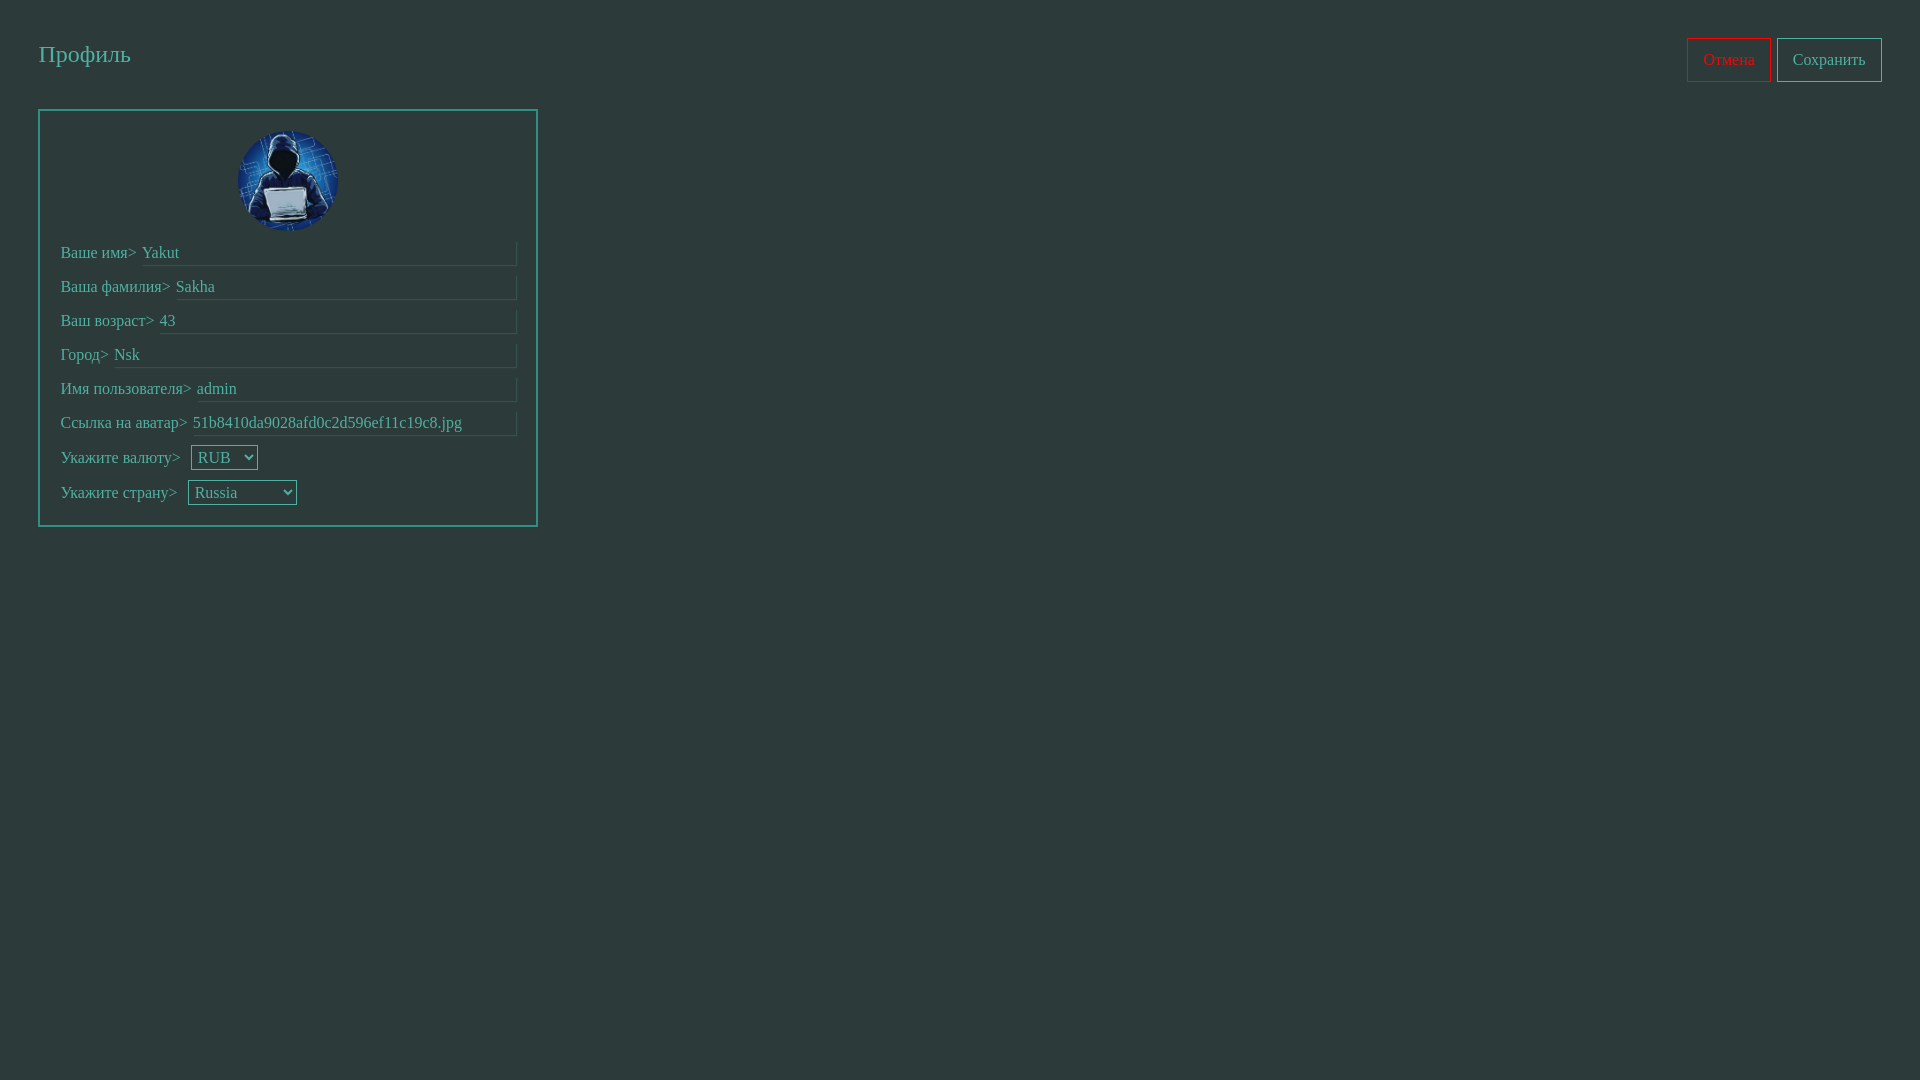 Профиль
Отмена
Сохранить
Ваше имя> Yakut
Ваша фамилия> Sakha
Ваш возраст> 43
Город> Nsk
Имя пользователя> admin
Ссылка на аватар> 51b8410da9028afd0c2d596ef11c19c8.jpg
Укажите валюту> RUB
Укажите страну> Russia